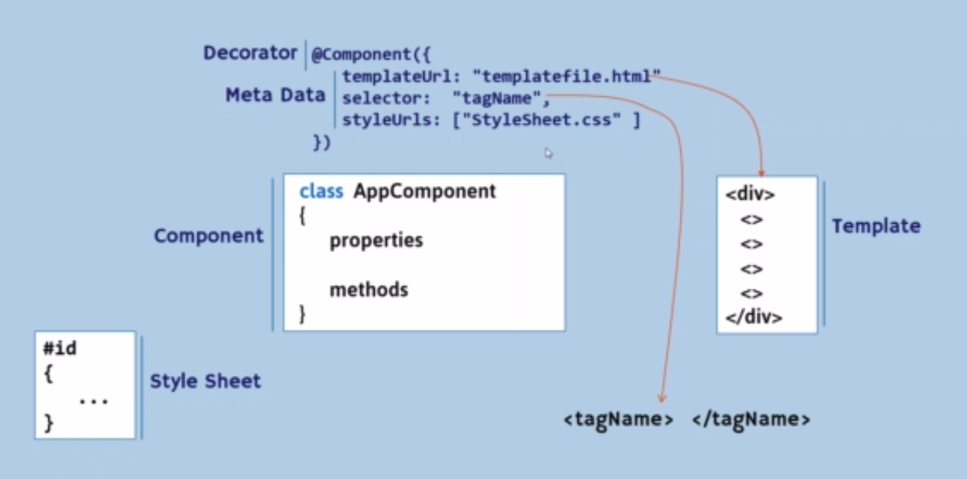 Decorator @Component({
templateUrl: "templatefile.html"
Meta Data selector: "tagName",
styleUrls: ["StyleSheet.css" ]
})
class AppComponent
{
Component properties
methods
}
<div>
<>
<>
<>
<>
</div>
Template
#id
{
...
}
Style Sheet
<tagName> </tagName>